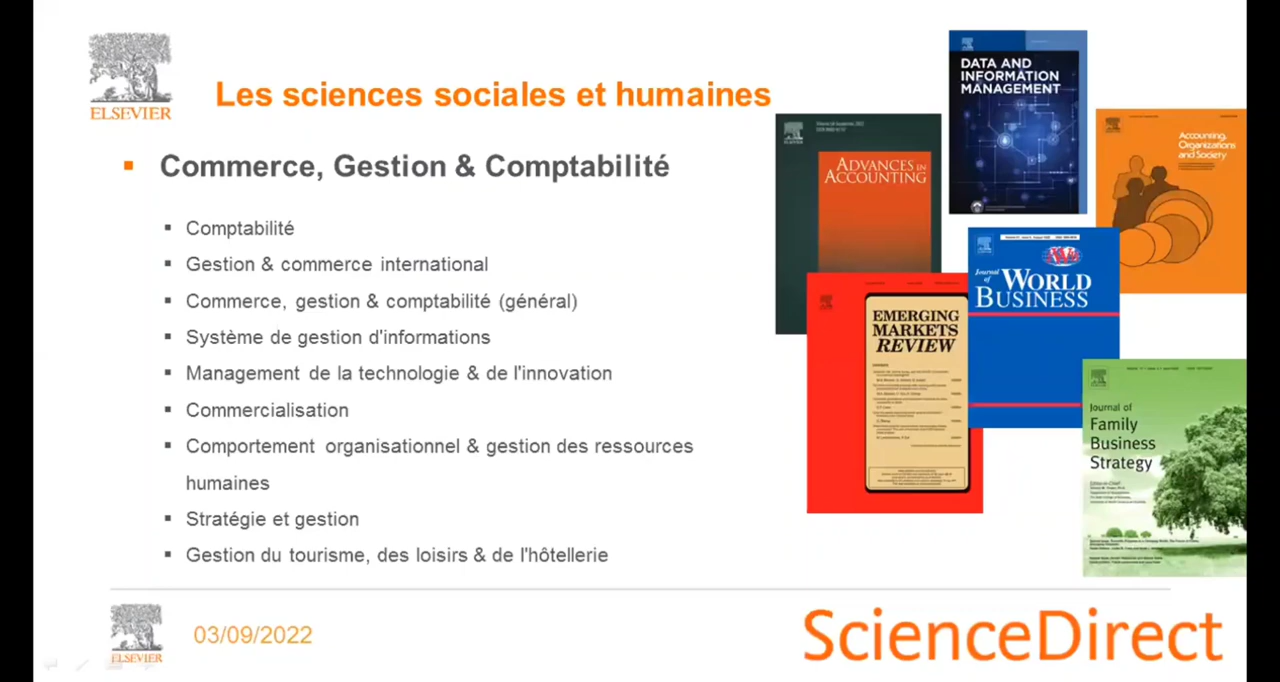 ELSEVIER
Les sciences sociales et humaines
Commerce, Gestion & Comptabilité
Comptabilité
Gestion & commerce international
Commerce, gestion & comptabilité (général)
Système de gestion d'informations
Management de la technologie & de l'innovation
Commercialisation
Comportement organisationnel & gestion des ressources
humaines
Stratégie et gestion
Gestion du tourisme, des loisirs & de l'hôtellerie
DATA AND
INFORMATION
MANAGEMENT
ADVANCES IN
ACCOUNTING
Accounting,
Organizations
and Society
Journal of
WORLD
BUSINESS
EMERGING
MARKETS
REVIEW
Journal of
Family
Business
Strategy
ELSEVIER
03/09/2022
ScienceDirect